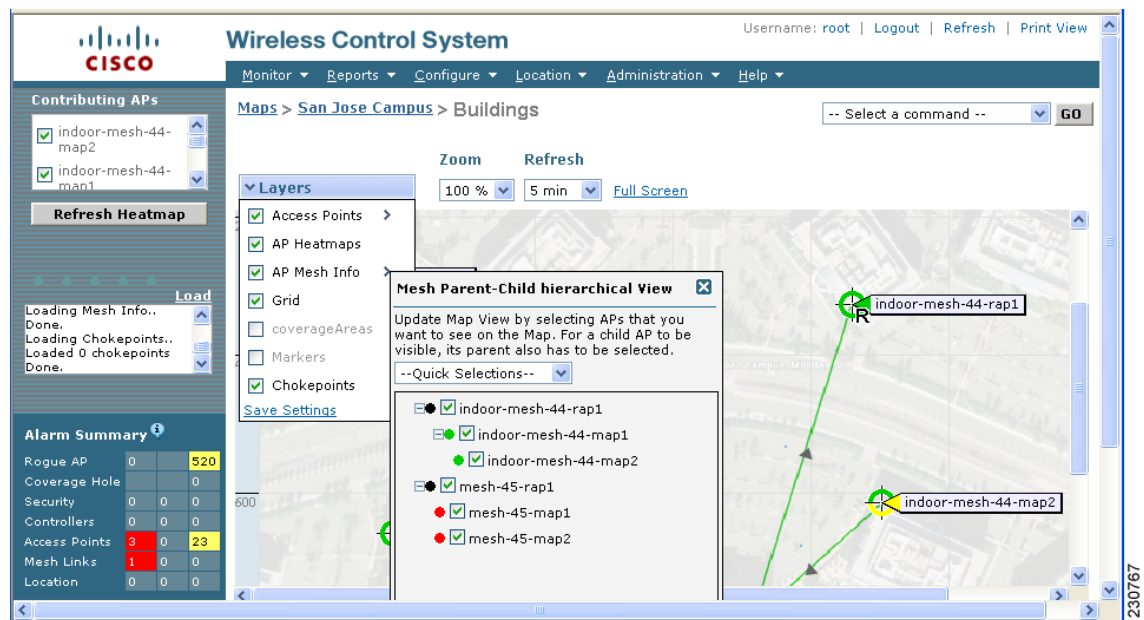 CISCO
Wireless Control System
Username: root | Logout | Refresh | Print View
Monitor Reports Configure Location Administration Help
Contributing APs
indoor-mesh-44-
map2
indoor-mesh-44-
map1
Refresh Heatmap
Load
Loading Mesh Info..
Done.
Loading Chokepoints..
Loaded 0 chokepoints
Done.
Alarm Summary
Rogue AP 0 520
Coverage Hole 0
Security 0 0 0
Controllers 0 0 0
Access Points 3 0 23
Mesh Links 1 0 0
Location 0 0 0
Maps > San Jose Campus > Buildings
-- Select a command -- GO
Zoom Refresh
100 % 5 min Full Screen
Layers
Access Points >
AP Heatmaps
AP Mesh Info >
Grid
coverageAreas
Markers
Chokepoints
Save Settings
Mesh Parent-Child hierarchical View
Update Map View by selecting APs that you
want to see on the Map. For a child AP to be
visible, its parent also has to be selected.
--Quick Selections--
indoor-mesh-44-rap1
indoor-mesh-44-map1
indoor-mesh-44-map2
mesh-45-rap1
mesh-45-map1
mesh-45-map2
R
indoor-mesh-44-rap1
600
indoor-mesh-44-map2
230767